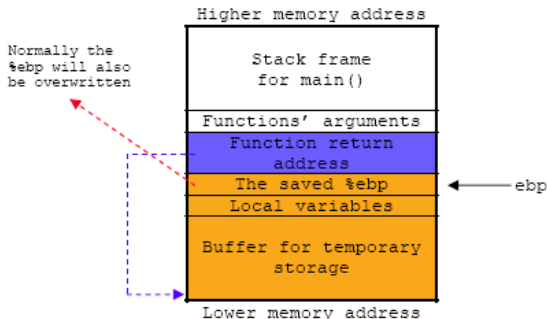 Higher memory address
Normally the
%ebp will also
be overwritten
Stack frame
for main()
Functions' arguments
Function return
address
The saved %ebp
ebp
Local variables
Buffer for temporary
storage
Lower memory address